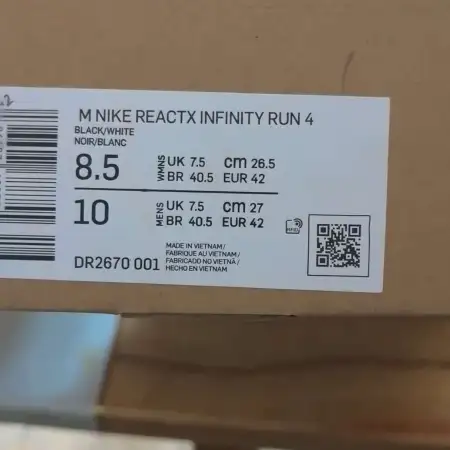 M NIKE REACTX INFINITY RUN 4
BLACK/WHITE
NOIR/BLANC
8.5 WMNS UK 7.5 cm 26.5
BR 40.5 EUR 42
10 MENS UK 7.5 cm 27
BR 40.5 EUR 42
DR2670 001
MADE IN VIETNAM/
FABRIQUE AU VIETNAM/
FABRICADO NO VIETNÃ/
HECHO EN VIETNAM